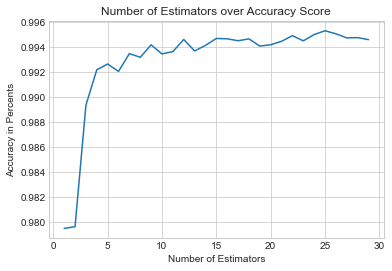 Number of Estimators over Accuracy Score
0.996
0.994
0.992
0.990
0.988
0.986
0.984
0.982
0.980
Accuracy in Percents
0 5 10 15 20 25 30
Number of Estimators